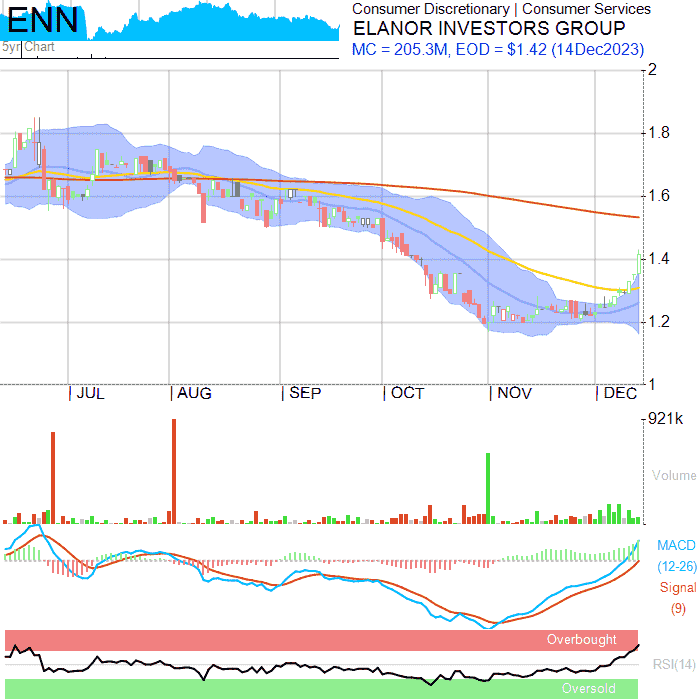 ENN
5yr Chart
Consumer Discretionary | Consumer Services
ELANOR INVESTORS GROUP
MC = 205.3M, EOD = $1.42 (14Dec2023)
2
1.8
1.6
1.4
1.2
1
JUL AUG SEP OCT NOV DEC
921k
Volume
MACD
(12-26)
Signal
(9)
Overbought
RSI(14)
Oversold